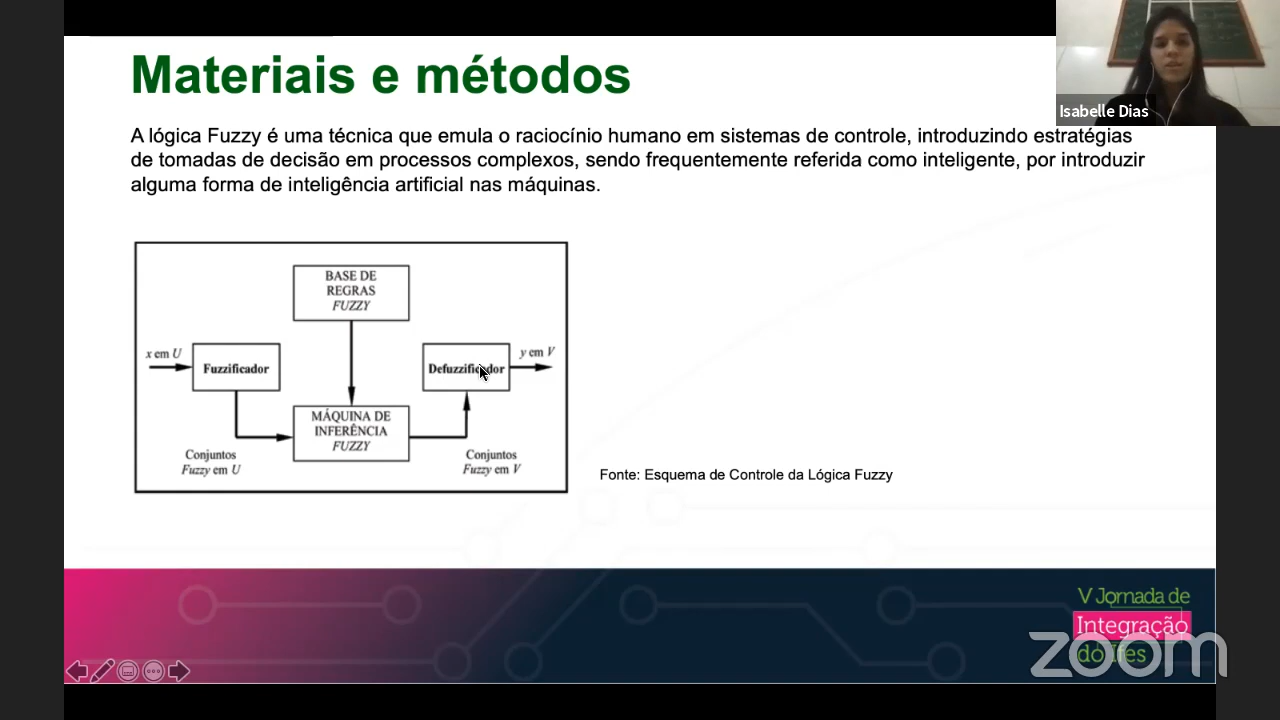 Materiais e métodos
Isabelle Dias
A lógica Fuzzy é uma técnica que emula o raciocínio humano em sistemas de controle, introduzindo estratégias
de tomadas de decisão em processos complexos, sendo frequentemente referida como inteligente, por introduzir
alguma forma de inteligência artificial nas máquinas.
BASE DE
REGRAS
FUZZY
x em U
Fuzzificador
Defuzzificador
y em V
MÁQUINA DE
INFERÊNCIA
FUZZY
Conjuntos
Fuzzy em U
Conjuntos
Fuzzy em V
Fonte: Esquema de Controle da Lógica Fuzzy
V Jornada de
Integração
do Ifes
zoom